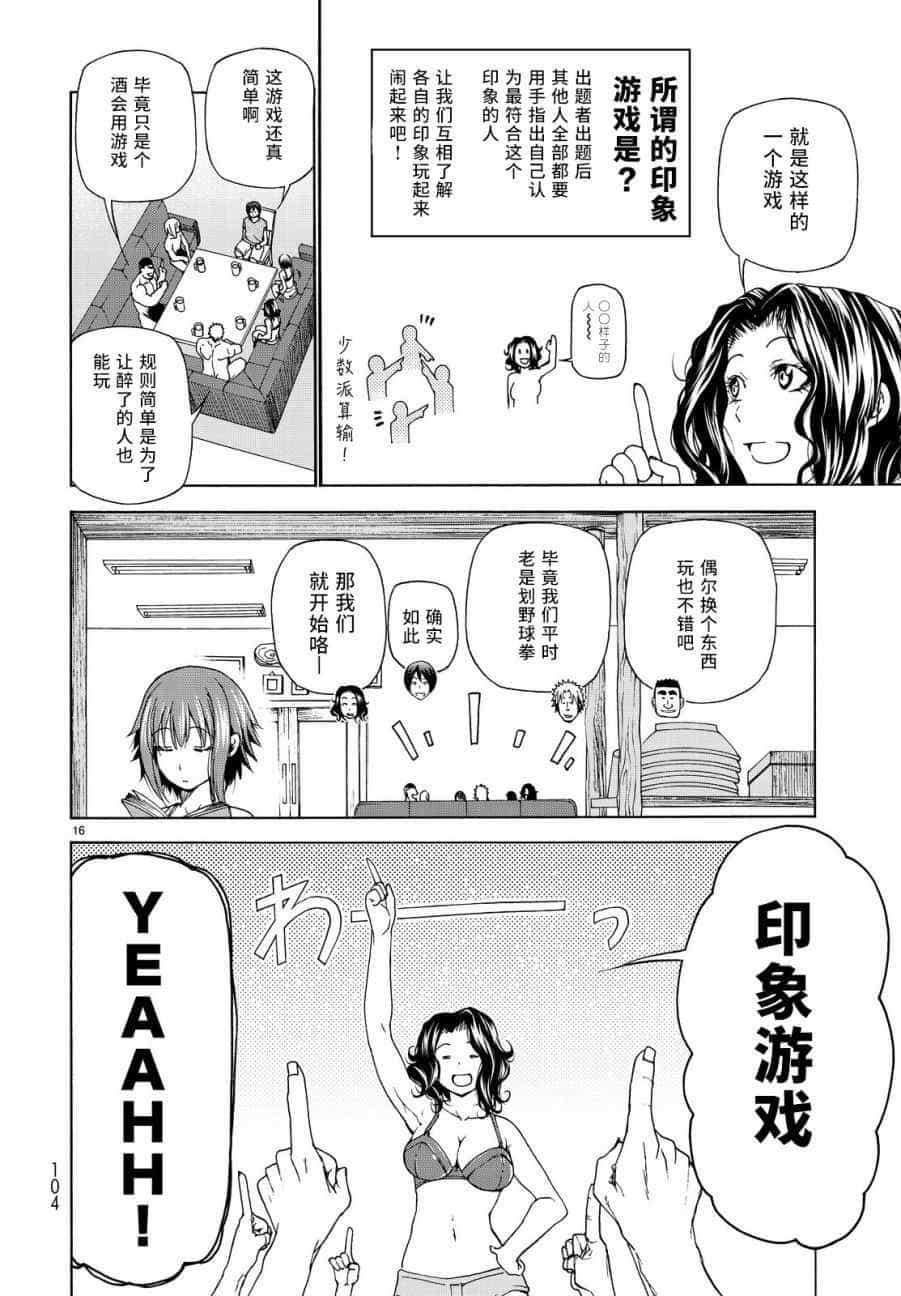 所谓的印象
游戏是？
出题者出题后
其他人全部都要
用手指出自己认
为最符合这个
印象的人
让我们互相了解
各自的印象玩起来
闹起来吧！
就是这样的
一个游戏
〇〇样子的
人~~~
少数派算输！
这游戏还真
简单啊
毕竟只是个
酒会用游戏
规则简单是为了
让醉了的人也
能玩
偶尔换个东西
玩也不错吧
毕竟我们平时
老是划野球拳
确实
如此
那我们
就开始咯—
16
印象游戏
わーっ
YEAAHH！
104